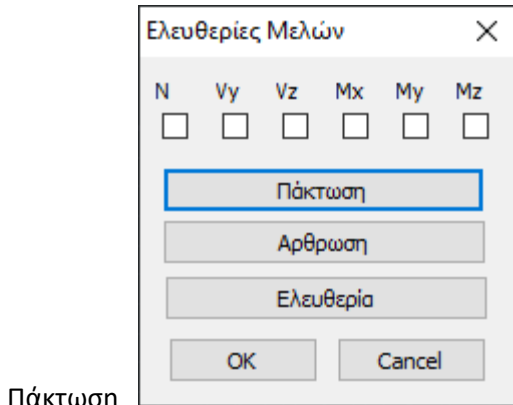 Ελευθερίες Μελών
N Vy Vz Mx My Mz
Πάκτωση
Αρθρωση
Ελευθερία
OK Cancel
Πάκτωση